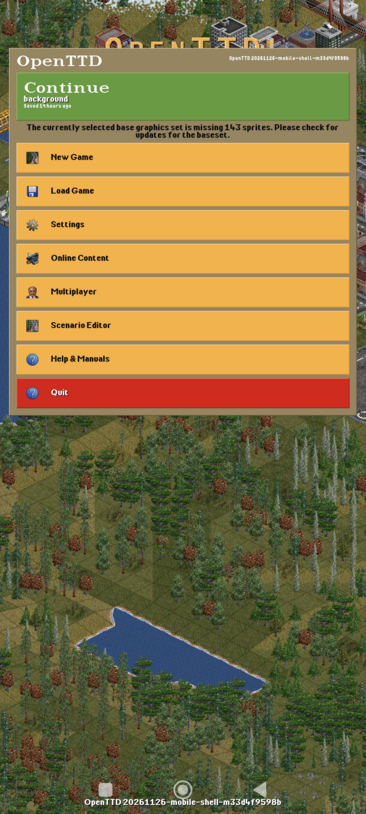 OPENTTD
OpenTTD
OpenTTD 20261126-mobile-shell-m33d4f9598b
Continue
background
Saved 14 hours ago
The currently selected base graphics set is missing 143 sprites. Please check for
updates for the baseset.
New Game
Load Game
Settings
Online Content
Multiplayer
Scenario Editor
Help & Manuals
Quit
OpenTTD 20261126-mobile-shell-m33d4f9598b